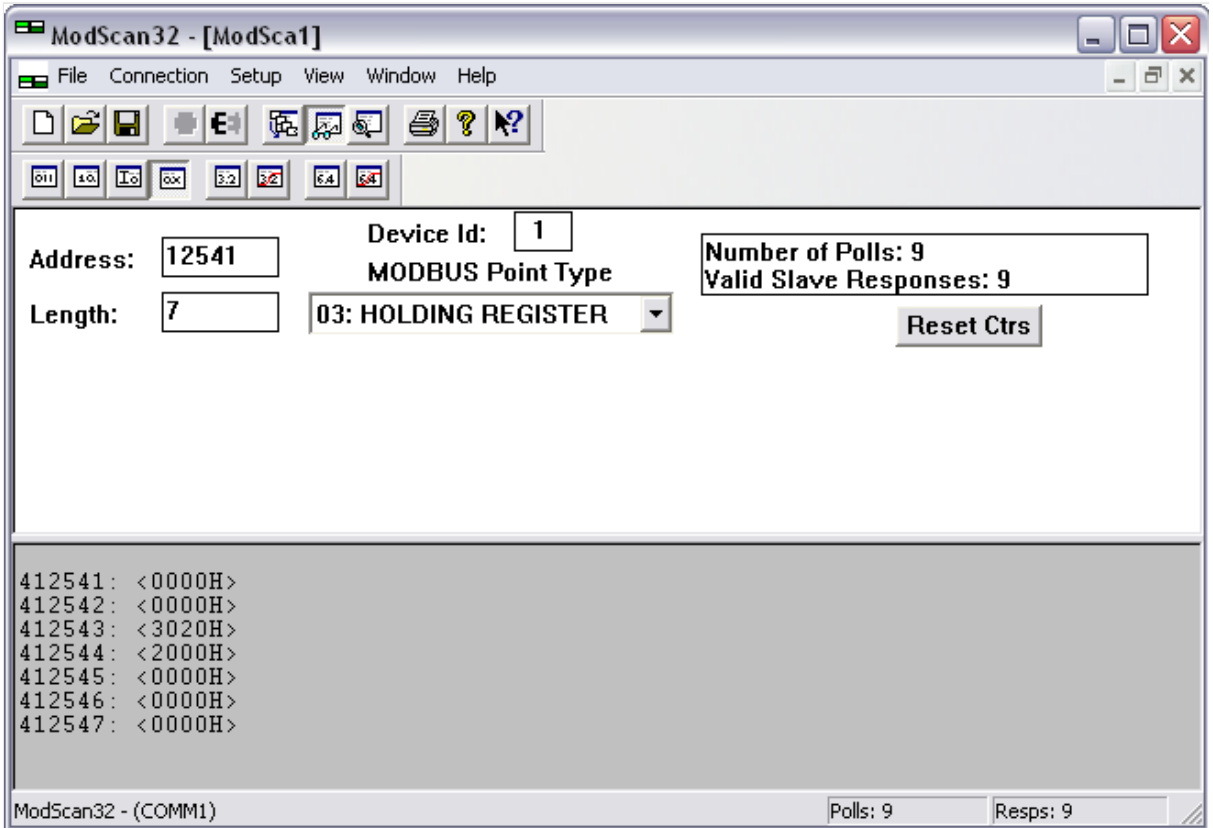 ModScan32 - [ModSca1]
File Connection Setup View Window Help
Device Id: 1
Address: 12541
MODBUS Point Type
Length: 7
03: HOLDING REGISTER
Number of Polls: 9
Valid Slave Responses: 9
Reset Ctrs
412541: <0000H>
412542: <0000H>
412543: <3020H>
412544: <2000H>
412545: <0000H>
412546: <0000H>
412547: <0000H>
ModScan32 - (COMM1) Polls: 9 Resps: 9